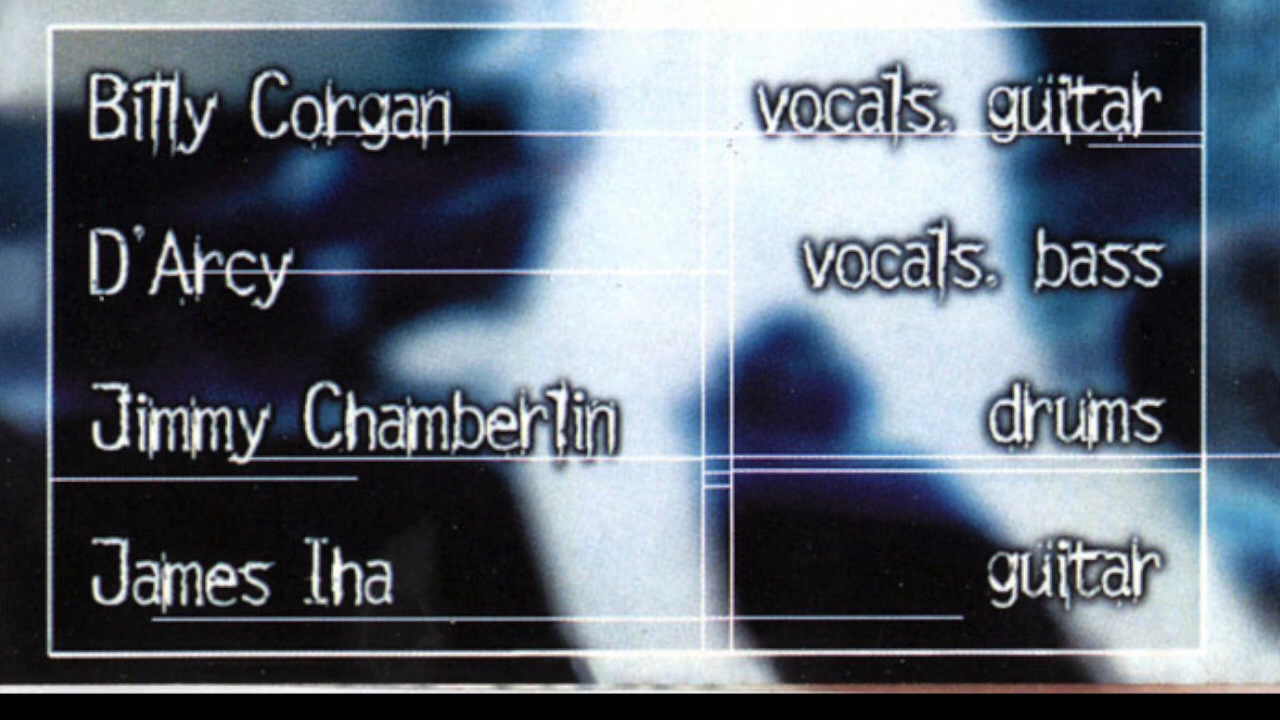 Billy Corgan vocals. guitar
D'Arcy vocals. bass
Jimmy Chamberlin drums
James Iha guitar